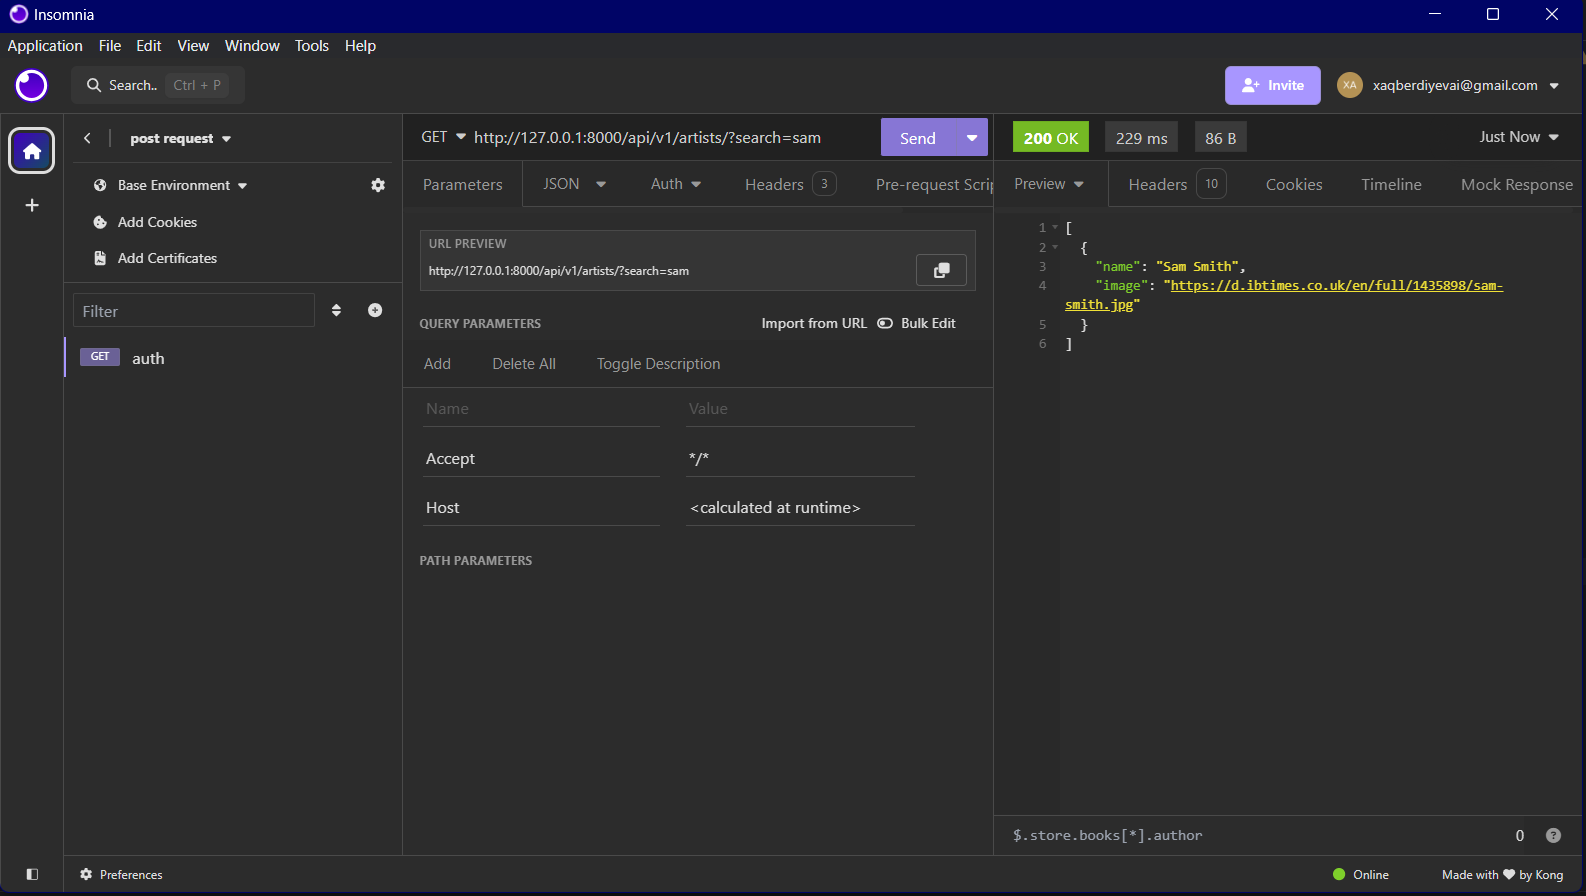 Insomnia
Application File Edit View Window Tools Help
Search.. Ctrl + P
Invite
XA xaqberdiyevai@gmail.com
post request
Base Environment
Add Cookies
Add Certificates
Filter
GET auth
GET http://127.0.0.1:8000/api/v1/artists/?search=sam Send
Parameters JSON Auth Headers 3 Pre-request Scrip
URL PREVIEW
http://127.0.0.1:8000/api/v1/artists/?search=sam
QUERY PARAMETERS Import from URL Bulk Edit
Add Delete All Toggle Description
Name Value
Accept */*
Host <calculated at runtime>
PATH PARAMETERS
200 OK 229 ms 86 B Just Now
Preview Headers 10 Cookies Timeline Mock Response
1 [
2 {
3 "name": "Sam Smith",
4 "image": "https://d.ibtimes.co.uk/en/full/1435898/sam-
smith.jpg"
5 }
6 ]
$.store.books[*].author 0 ?
Preferences
Online Made with ❤ by Kong